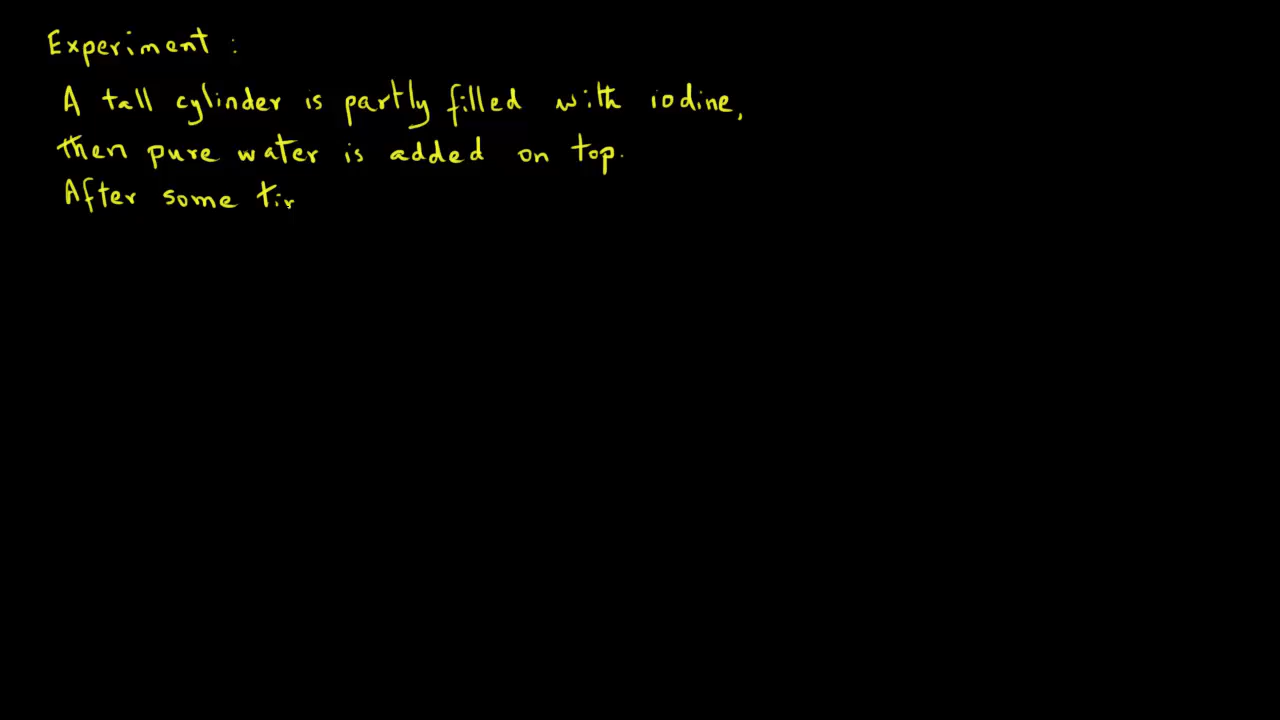 Experiment :
A tall cylinder is partly filled with iodine,
then pure water is added on top.
After some